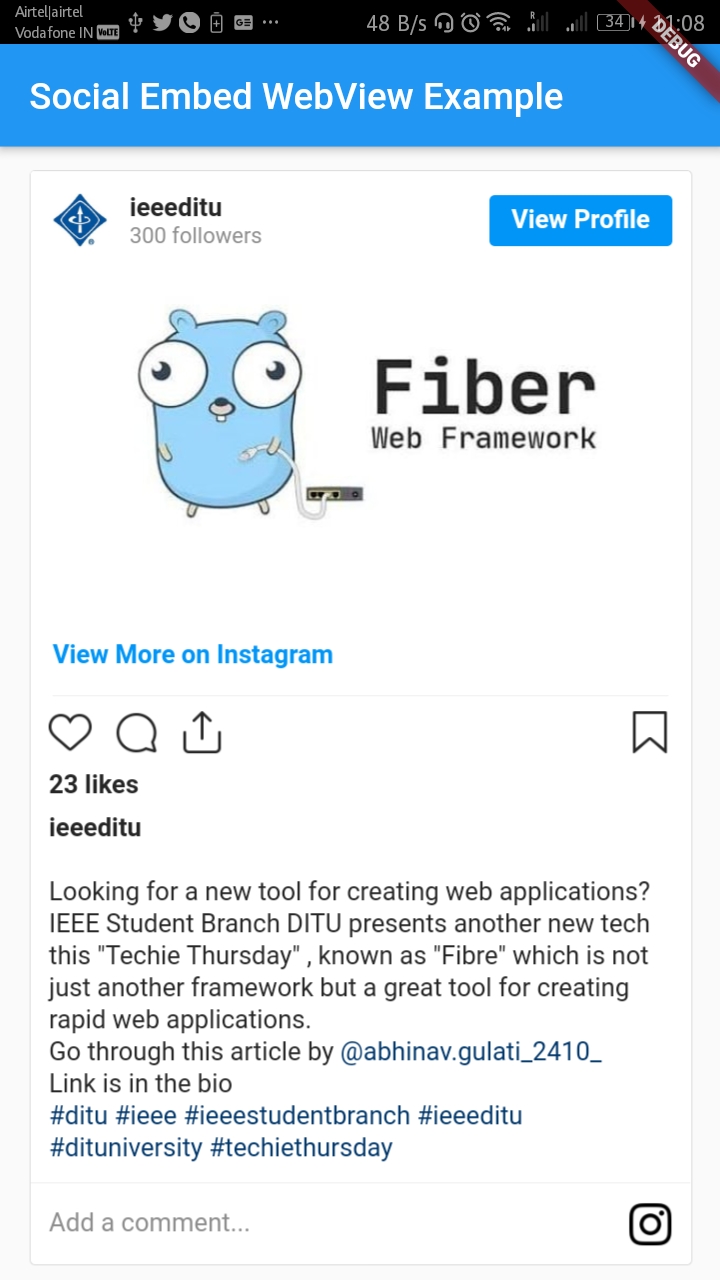 Airtel|airtel
Vodafone IN VoLTE
GE
48 B/s
34
11:08
DEBUG
Social Embed WebView Example
ieeeditu
300 followers
View Profile
Fiber
Web Framework
View More on Instagram
23 likes
ieeeditu
Looking for a new tool for creating web applications?
IEEE Student Branch DITU presents another new tech
this "Techie Thursday" , known as "Fibre" which is not
just another framework but a great tool for creating
rapid web applications.
Go through this article by @abhinav.gulati_2410_
Link is in the bio
#ditu #ieee #ieeestudentbranch #ieeeditu
#dituniversity #techiethursday
Add a comment...